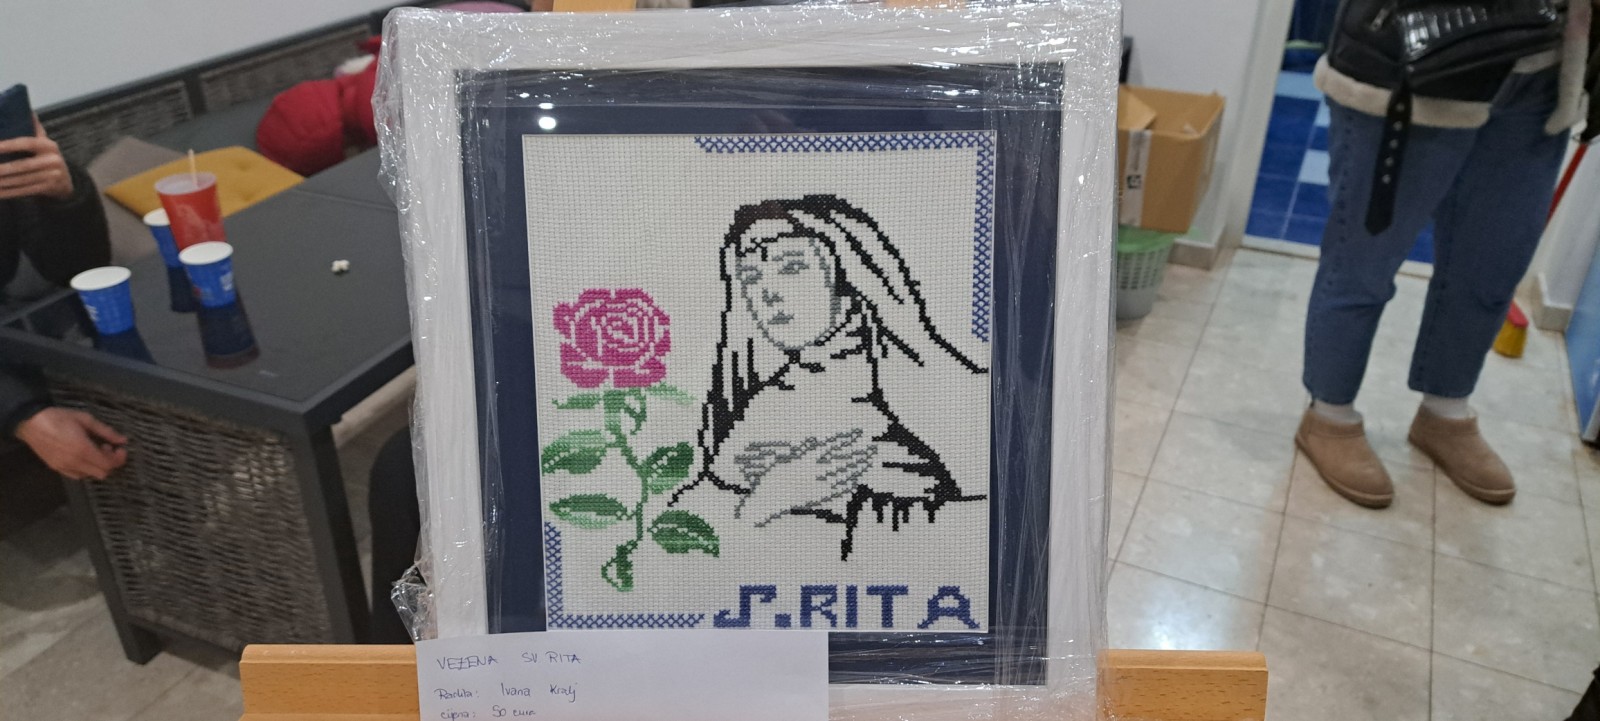 S.RITA
VEZENA SV RITA
Radila: Ivana Kralj
cijena: 50 eura